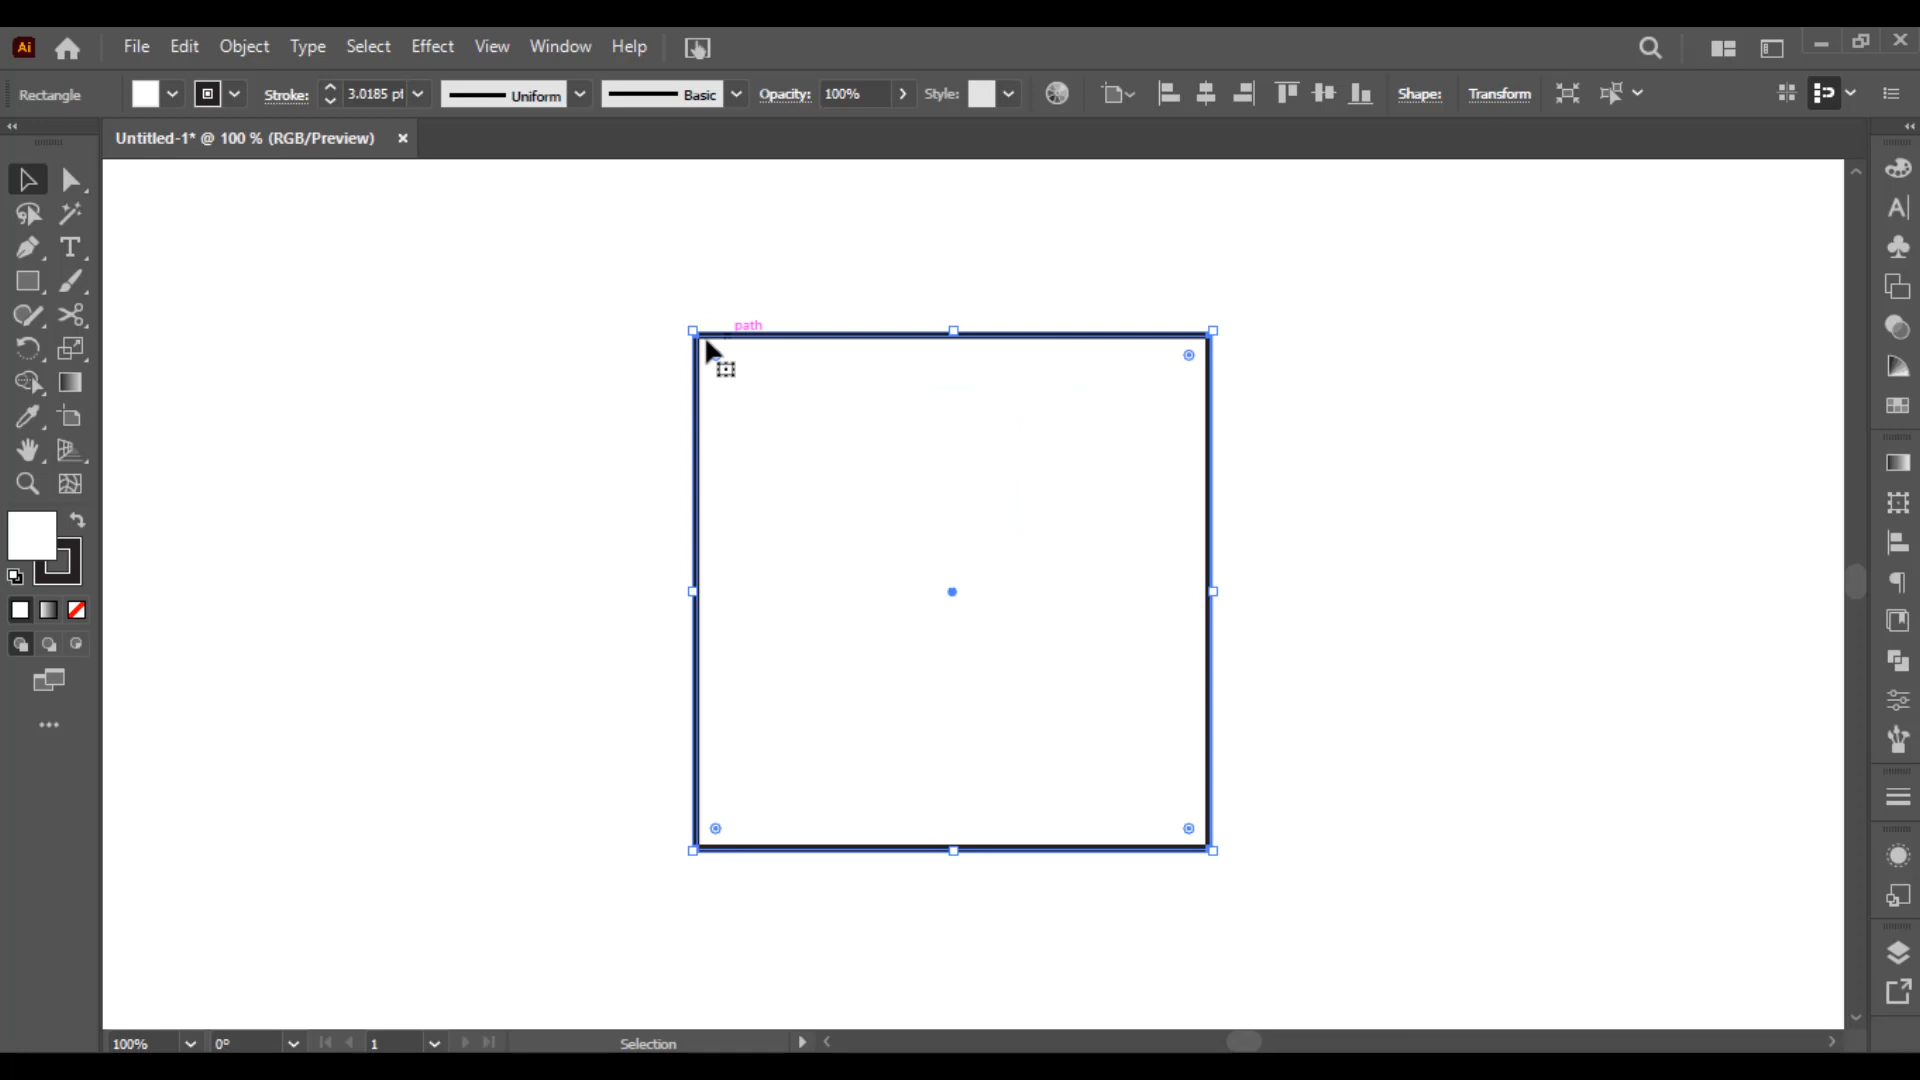 Ai File Edit Object Type Select Effect View Window Help
Rectangle Stroke: 3.0185 pt Uniform Basic Opacity: 100% Style: Shape: Transform
Untitled-1* @ 100 % (RGB/Preview) ×
path
100% 0° 1 Selection